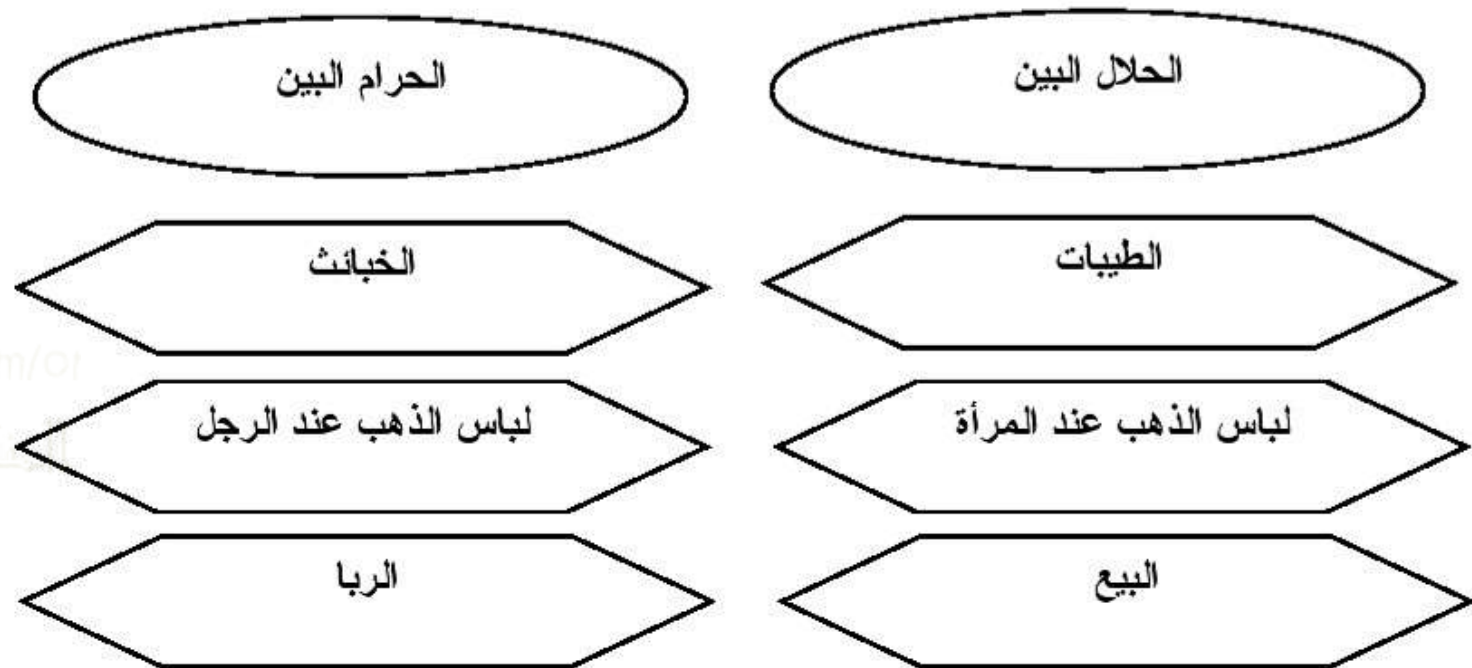 الحلال البين
الحرام البين
الطيبات
الخبائث
لباس الذهب عند المرأة
لباس الذهب عند الرجل
البيع
الربا